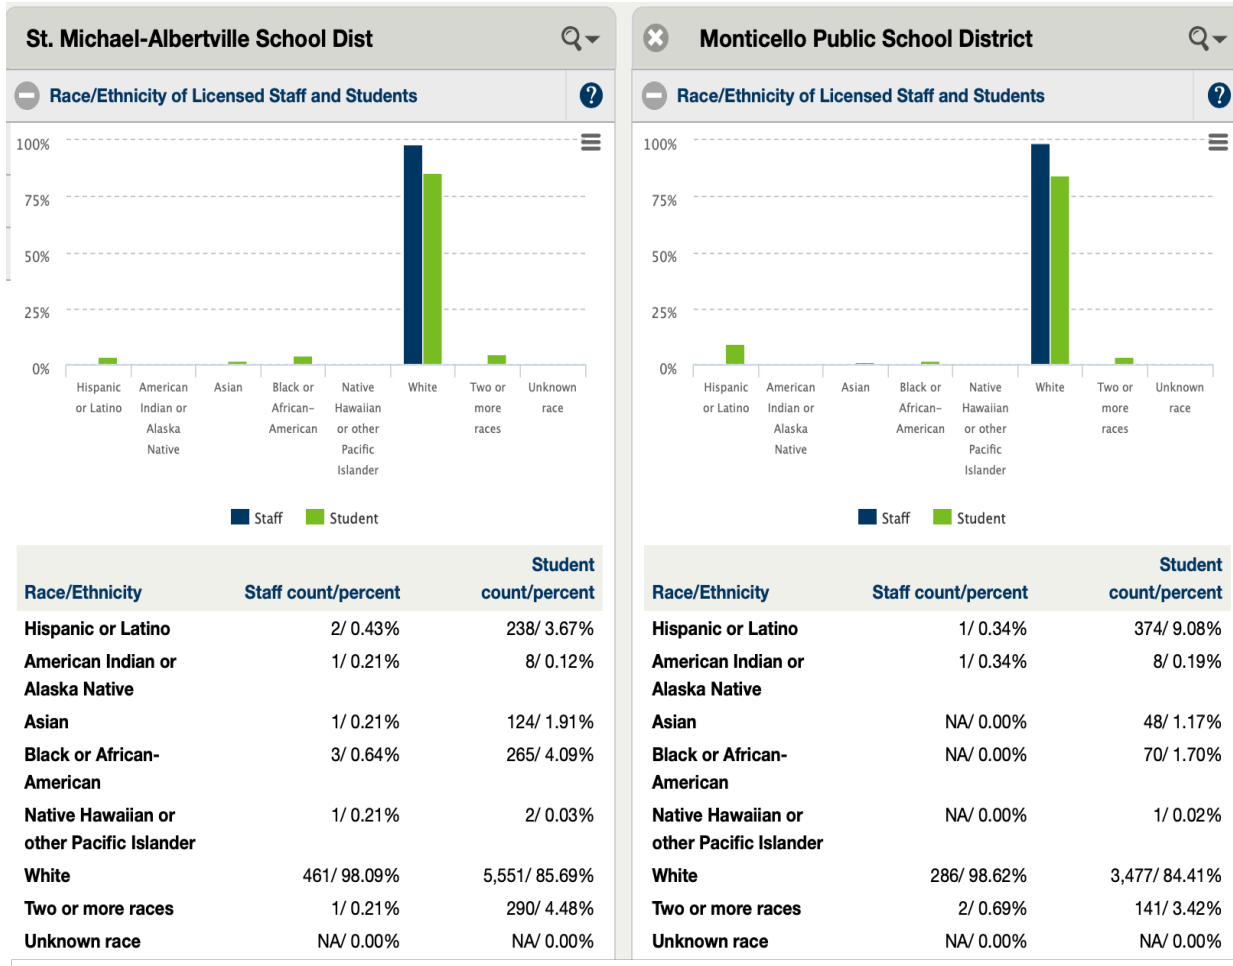 St. Michael-Albertville School Dist
Race/Ethnicity of Licensed Staff and Students
?
100%
75%
50%
25%
0%
Hispanic or Latino
American Indian or Alaska Native
Asian
Black or African-American
Native Hawaiian or other Pacific Islander
White
Two or more races
Unknown race
Staff Student
Race/Ethnicity Staff count/percent Student count/percent
Hispanic or Latino 2/ 0.43% 238/ 3.67%
American Indian or
Alaska Native 1/ 0.21% 8/ 0.12%
Asian 1/ 0.21% 124/ 1.91%
Black or African-
American 3/ 0.64% 265/ 4.09%
Native Hawaiian or
other Pacific Islander 1/ 0.21% 2/ 0.03%
White 461/ 98.09% 5,551/ 85.69%
Two or more races 1/ 0.21% 290/ 4.48%
Unknown race NA/ 0.00% NA/ 0.00%
Monticello Public School District
Race/Ethnicity of Licensed Staff and Students
?
100%
75%
50%
25%
0%
Hispanic or Latino
American Indian or Alaska Native
Asian
Black or African-American
Native Hawaiian or other Pacific Islander
White
Two or more races
Unknown race
Staff Student
Race/Ethnicity Staff count/percent Student count/percent
Hispanic or Latino 1/ 0.34% 374/ 9.08%
American Indian or
Alaska Native 1/ 0.34% 8/ 0.19%
Asian NA/ 0.00% 48/ 1.17%
Black or African-
American NA/ 0.00% 70/ 1.70%
Native Hawaiian or
other Pacific Islander NA/ 0.00% 1/ 0.02%
White 286/ 98.62% 3,477/ 84.41%
Two or more races 2/ 0.69% 141/ 3.42%
Unknown race NA/ 0.00% NA/ 0.00%